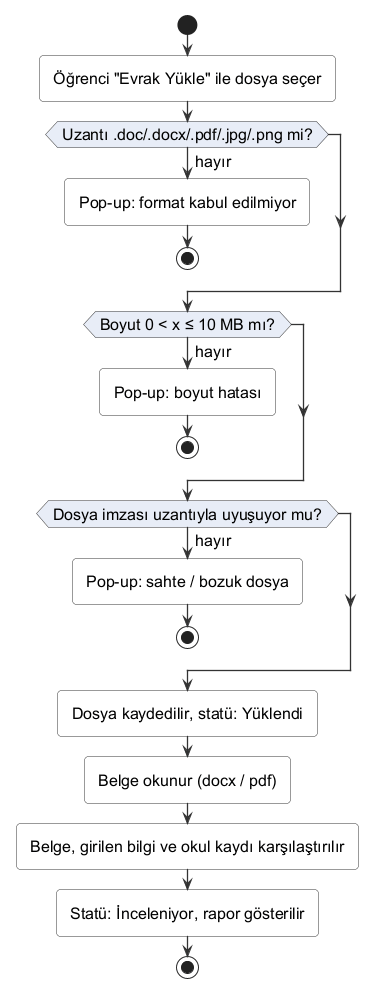 Öğrenci "Evrak Yükle" ile dosya seçer
Uzantı .doc/.docx/.pdf/.jpg/.png mi?
hayır
Pop-up: format kabul edilmiyor
Boyut 0 < x ≤ 10 MB mı?
hayır
Pop-up: boyut hatası
Dosya imzası uzantıyla uyuşuyor mu?
hayır
Pop-up: sahte / bozuk dosya
Dosya kaydedilir, statü: Yüklendi
Belge okunur (docx / pdf)
Belge, girilen bilgi ve okul kaydı karşılaştırılır
Statü: İnceleniyor, rapor gösterilir